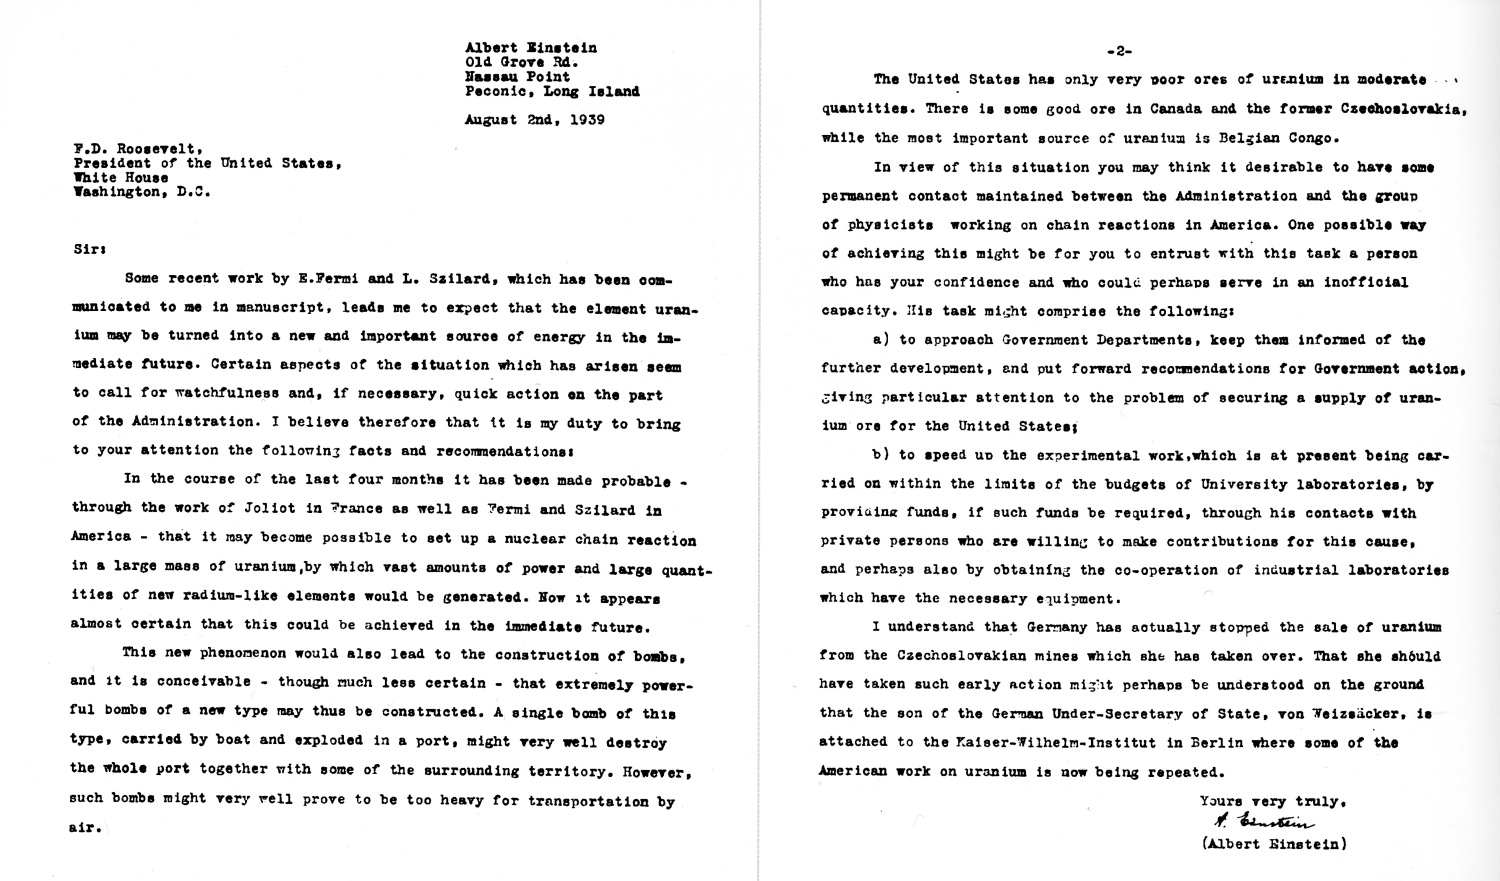 Albert Einstein
Old Grove Rd.
Nassau Point
Peconic, Long Island
August 2nd, 1939
F.D. Roosevelt,
President of the United States,
White House
Washington, D.C.
Sir:
Some recent work by E.Fermi and L. Szilard, which has been com-
municated to me in manuscript, leads me to expect that the element uran-
ium may be turned into a new and important source of energy in the im-
mediate future. Certain aspects of the situation which has arisen seem
to call for watchfulness and, if necessary, quick action on the part
of the Administration. I believe therefore that it is my duty to bring
to your attention the following facts and recommendations:
In the course of the last four months it has been made probable -
through the work of Joliot in France as well as Fermi and Szilard in
America - that it may become possible to set up a nuclear chain reaction
in a large mass of uranium,by which vast amounts of power and large quant-
ities of new radium-like elements would be generated. Now it appears
almost certain that this could be achieved in the immediate future.
This new phenomenon would also lead to the construction of bombs,
and it is conceivable - though much less certain - that extremely power-
ful bombs of a new type may thus be constructed. A single bomb of this
type, carried by boat and exploded in a port, might very well destroy
the whole port together with some of the surrounding territory. However,
such bombs might very well prove to be too heavy for transportation by
air.
-2-
The United States has only very poor ores of uranium in moderate
quantities. There is some good ore in Canada and the former Czechoslovakia,
while the most important source of uranium is Belgian Congo.
In view of this situation you may think it desirable to have some
permanent contact maintained between the Administration and the group
of physicists working on chain reactions in America. One possible way
of achieving this might be for you to entrust with this task a person
who has your confidence and who could perhaps serve in an inofficial
capacity. His task might comprise the following:
a) to approach Government Departments, keep them informed of the
further development, and put forward recommendations for Government action,
giving particular attention to the problem of securing a supply of uran-
ium ore for the United States;
b) to speed up the experimental work,which is at present being car-
ried on within the limits of the budgets of University laboratories, by
providing funds, if such funds be required, through his contacts with
private persons who are willing to make contributions for this cause,
and perhaps also by obtaining the co-operation of industrial laboratories
which have the necessary equipment.
I understand that Germany has actually stopped the sale of uranium
from the Czechoslovakian mines which she has taken over. That she should
have taken such early action might perhaps be understood on the ground
that the son of the German Under-Secretary of State, von Weizsäcker, is
attached to the Kaiser-Wilhelm-Institut in Berlin where some of the
American work on uranium is now being repeated.
Yours very truly,
A. Einstein
(Albert Einstein)